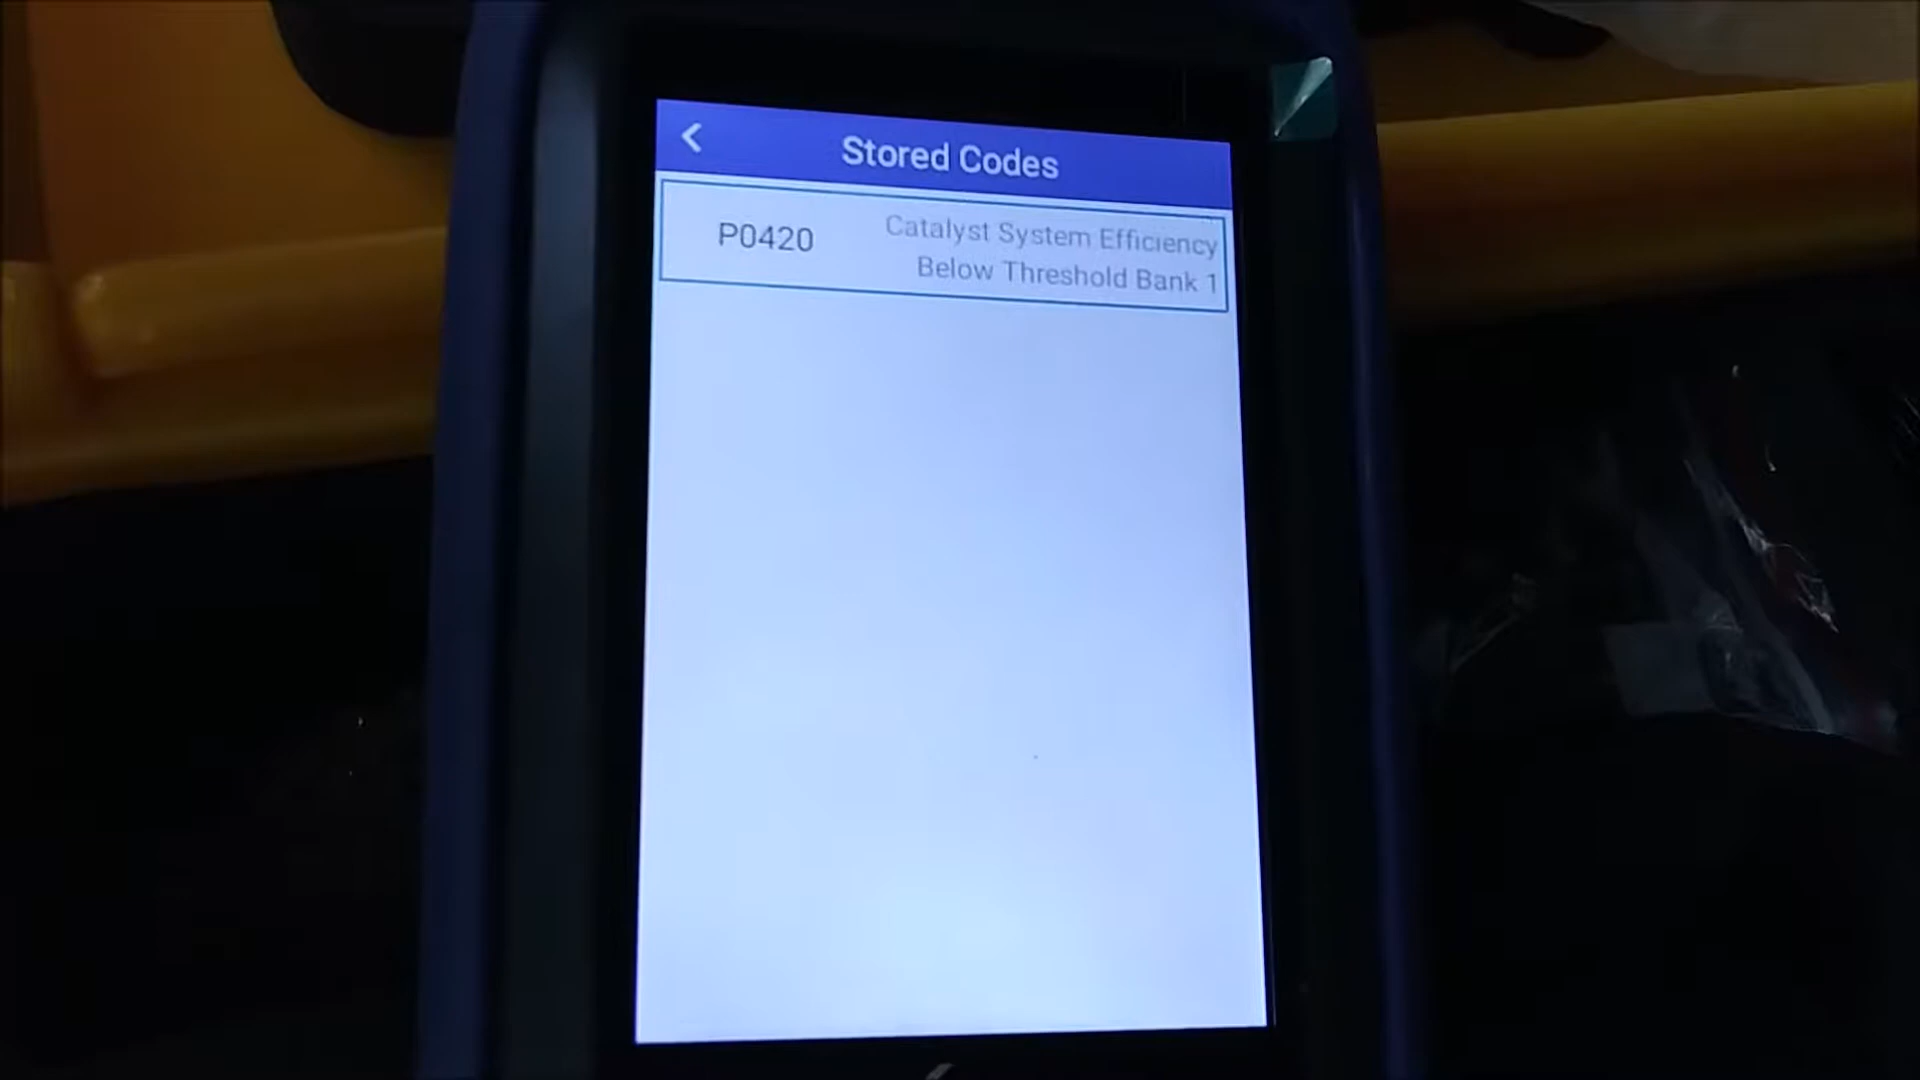 Stored Codes
P0420
Catalyst System Efficiency
Below Threshold Bank 1